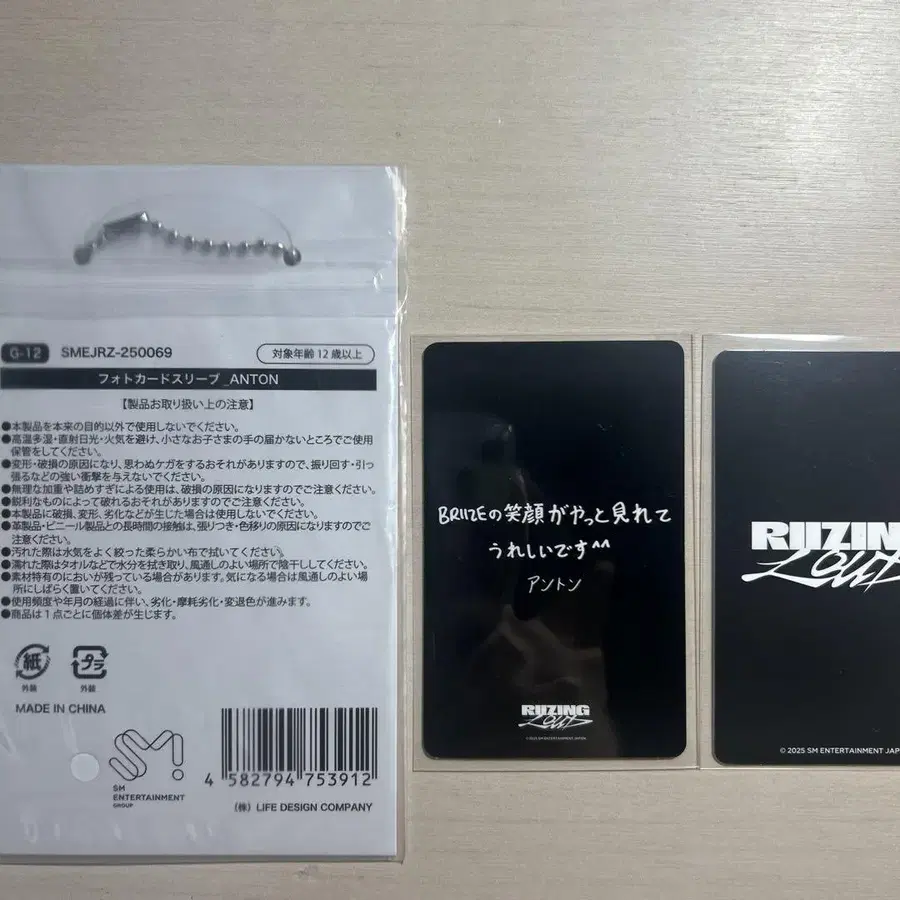 G-12 SMEJRZ-250069 対象年齢12歳以上
フォトカードスリーブ_ANTON
【製品お取り扱い上の注意】
●本製品を本来の目的以外で使用しないでください。
●高温多湿・直射日光・火気を避け、小さなお子さまの手の届かないところでご使用
保管をしてください。
●変形・破損の原因になり、思わぬケガをするおそれがありますので、振り回す・引っ
張るなどの強い衝撃を与えないでください。
●無理な加重や詰めすぎによる使用は、破損の原因になりますのでご注意ください。
●鋭利なものによって破れるおそれがありますのでご注意ください。
●本製品に破損、変形、劣化などが生じた場合は使用しないでください。
●革製品・ビニール製品との長時間の接触は、張りつき・色移りの原因になりますのでご
注意ください。
●汚れた際は水気をよく絞った柔らかい布で拭いてください。
●濡れた際はタオルなどで水分を拭き取り、風通しのよい場所で陰干ししてください。
●素材特有のにおいが残っている場合があります。気になる場合は風通しのよい場
所にしばらく置いてください。
●使用頻度や年月の経過に伴い、劣化・摩耗劣化・変退色が進みます。
●商品は1点ごとに個体差が生じます。
紙 プラ
外装 外装
MADE IN CHINA
SM
ENTERTAINMENT
GROUP
4 582794 753912
(株) LIFE DESIGN COMPANY
BRIIZEの笑顔がやっと見れて
うれしいです^^
アントン
RIIZING
LOUD
©2025 SM ENTERTAINMENT JAPAN
RIIZIN
LOUD
© 2025 SM ENTERTAINMENT JAP